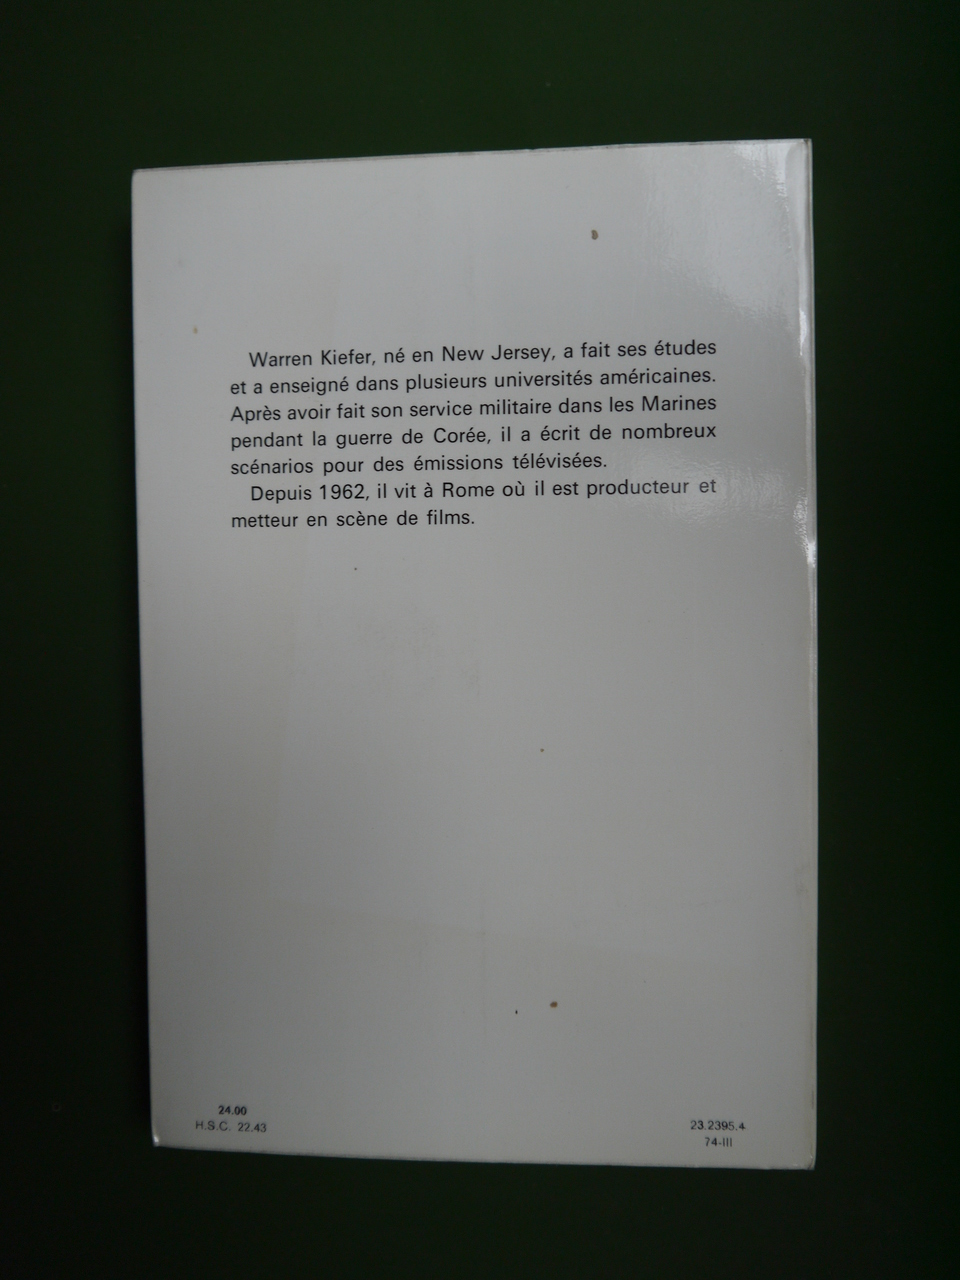 Warren Kiefer, né en New Jersey, a fait ses études
et a enseigné dans plusieurs universités américaines.
Après avoir fait son service militaire dans les Marines
pendant la guerre de Corée, il a écrit de nombreux
scénarios pour des émissions télévisées.
Depuis 1962, il vit à Rome où il est producteur et
metteur en scène de films.
24.00
H.S.C. 22.43
23.2395.4
74-III